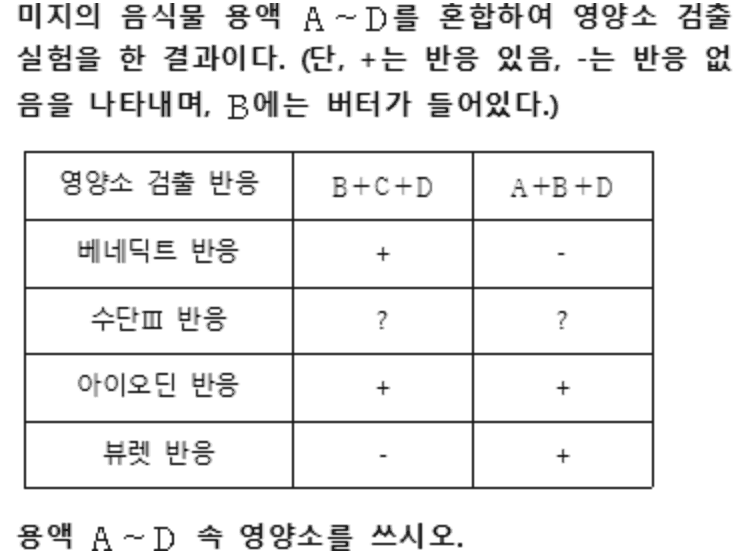 미지의 음식물 용액 A~D를 혼합하여 영양소 검출
실험을 한 결과이다. (단, +는 반응 있음, -는 반응 없
음을 나타내며, B에는 버터가 들어있다.)
영양소 검출 반응 B+C+D A+B+D
베네딕트 반응 + -
수단Ⅲ 반응 ? ?
아이오딘 반응 + +
뷰렛 반응 - +
용액 A~D 속 영양소를 쓰시오.